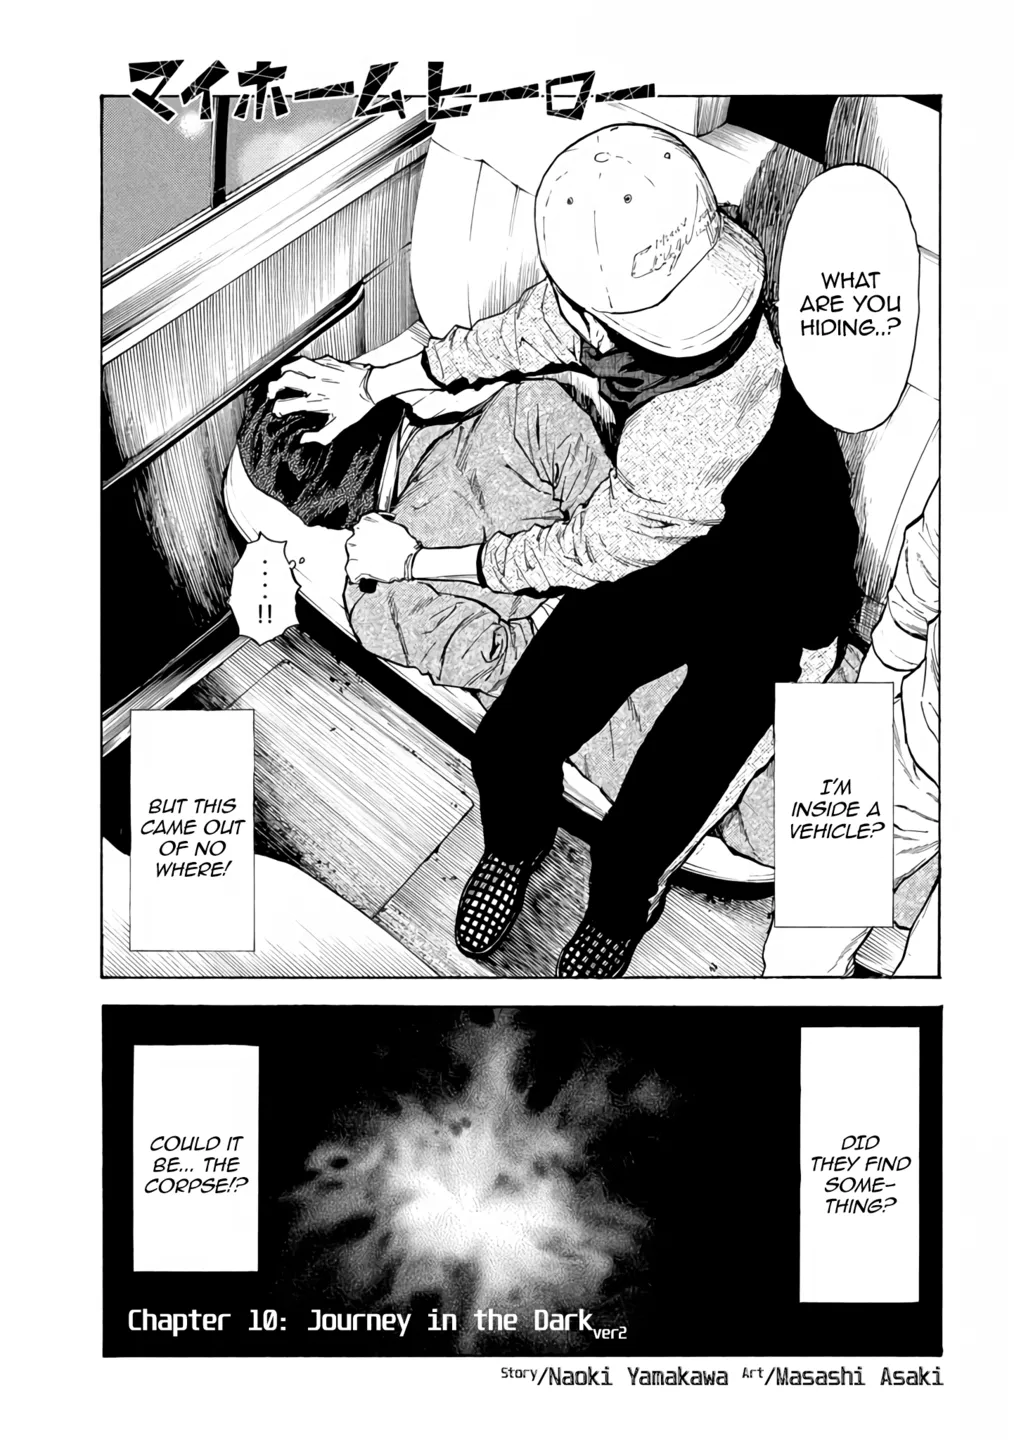 マイホームヒーロー
WHAT
ARE YOU
HIDING..?
....!!
I'M
INSIDE A
VEHICLE?
BUT THIS
CAME OUT
OF NO
WHERE!
DID
THEY FIND
SOME-
THING?
COULD IT
BE... THE
CORPSE!?
Chapter 10: Journey in the Dark ver2
Story/Naoki Yamakawa Art/Masashi Asaki